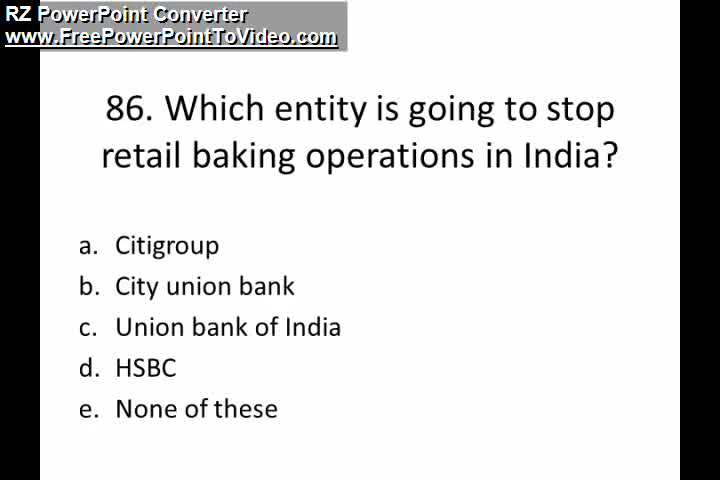 RZ PowerPoint Converter
www.FreePowerPointToVideo.com
86. Which entity is going to stop
retail baking operations in India?
a. Citigroup
b. City union bank
c. Union bank of India
d. HSBC
e. None of these